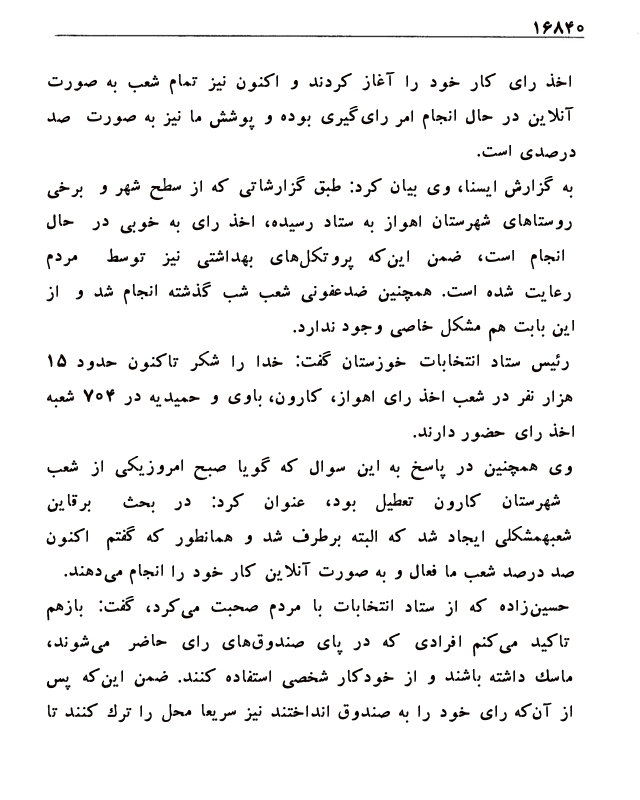 ۱۶۸۴۰
اخذ رای کار خود را آغاز کردند و اکنون نیز تمام شعب به صورت
آنلاین در حال انجام امر رای‌گیری بوده و پوشش ما نیز به صورت صد
درصدی است.
به گزارش ایسنا، وی بیان کرد: طبق گزارشاتی که از سطح شهر و برخی
روستاهای شهرستان اهواز به ستاد رسیده، اخذ رای به خوبی در حال
انجام است، ضمن این‌که پروتکل‌های بهداشتی نیز توسط مردم
رعایت شده است. همچنین ضدعفونی شعب شب گذشته انجام شد و از
این بابت هم مشکل خاصی وجود ندارد.
رئیس ستاد انتخابات خوزستان گفت: خدا را شکر تاکنون حدود ۱۵
هزار نفر در شعب اخذ رای اهواز، کارون، باوی و حمیدیه در ۷۰۴ شعبه
اخذ رای حضور دارند.
وی همچنین در پاسخ به این سوال که گویا صبح امروزیکی از شعب
شهرستان کارون تعطیل بود، عنوان کرد: در بحث برقاین
شعبهمشکلی ایجاد شد که البته برطرف شد و همانطور که گفتم اکنون
صد درصد شعب ما فعال و به صورت آنلاین کار خود را انجام می‌دهند.
حسین‌زاده که از ستاد انتخابات با مردم صحبت می‌کرد، گفت: بازهم
تاکید می‌کنم افرادی که در پای صندوق‌های رای حاضر می‌شوند،
ماسك داشته باشند و از خودکار شخصی استفاده کنند. ضمن این‌که پس
از آن‌که رای خود را به صندوق انداختند نیز سریعا محل را ترك کنند تا